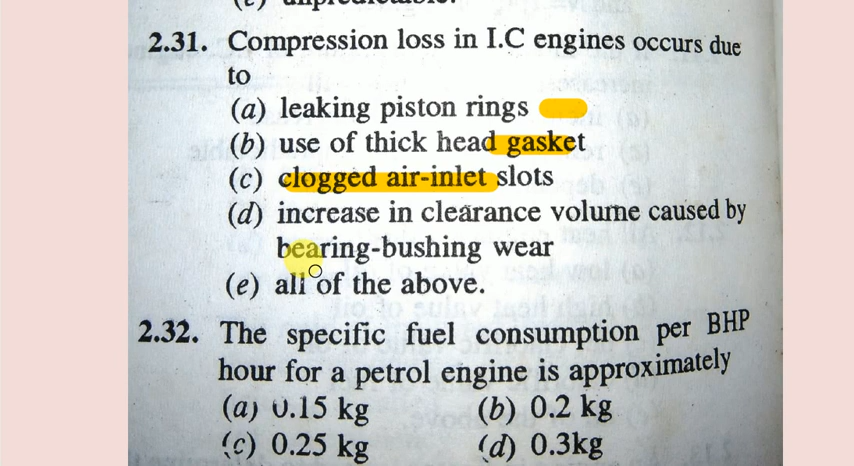 (e) unpredictable.
2.31. Compression loss in I.C engines occurs due
to
(a) leaking piston rings
(b) use of thick head gasket
(c) clogged air-inlet slots
(d) increase in clearance volume caused by
bearing-bushing wear
(e) all of the above.
2.32. The specific fuel consumption per BHP
hour for a petrol engine is approximately
(a) 0.15 kg (b) 0.2 kg
(c) 0.25 kg (d) 0.3kg